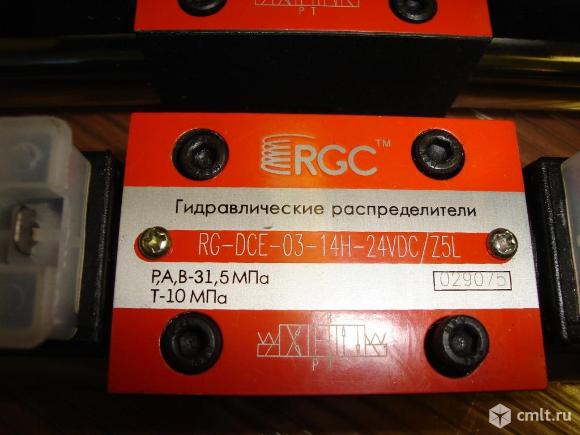 P T
RGC™
Гидравлические распределители
RG-DCE-03-14H-24VDC/Z5L
P,A,B-31,5 МПа
029075
T-10 МПа
P T
cmlt.ru